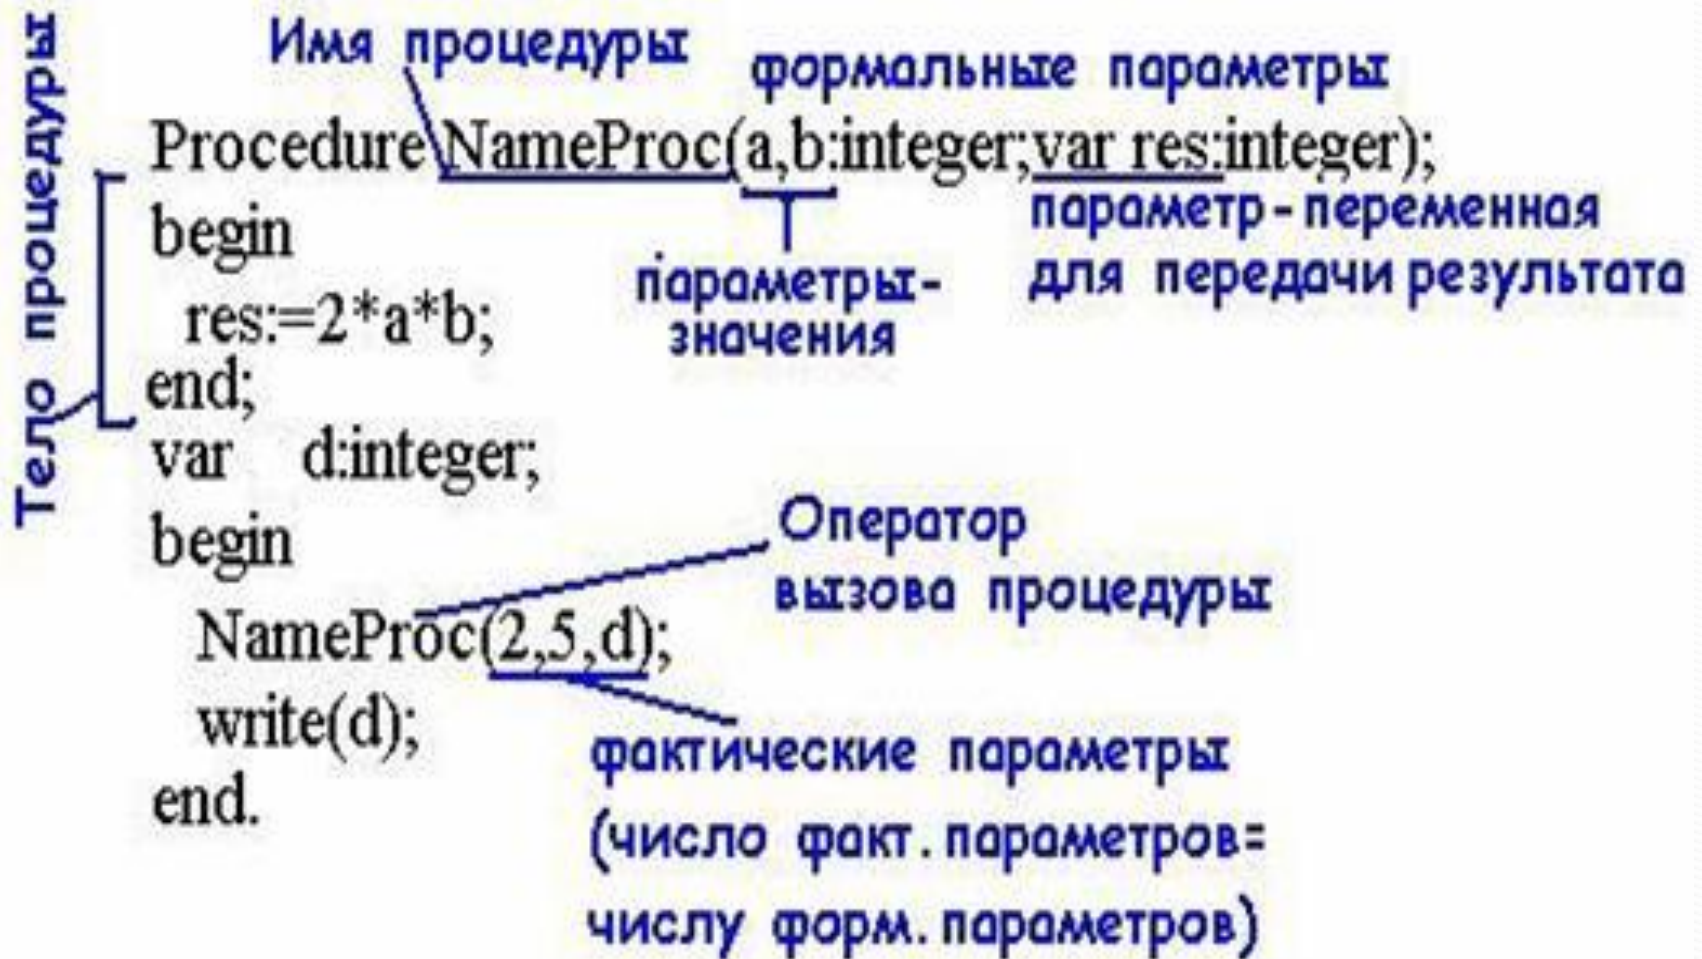 Тело процедуры
Имя процедуры
формальные параметры
Procedure NameProc(a,b:integer;var res:integer);
begin
параметры-
значения
параметр-переменная
для передачи результата
res:=2*a*b;
end;
var d:integer;
begin
Оператор
вызова процедуры
NameProc(2,5,d);
write(d);
end.
фактические параметры
(число факт. параметров=
числу форм. параметров)